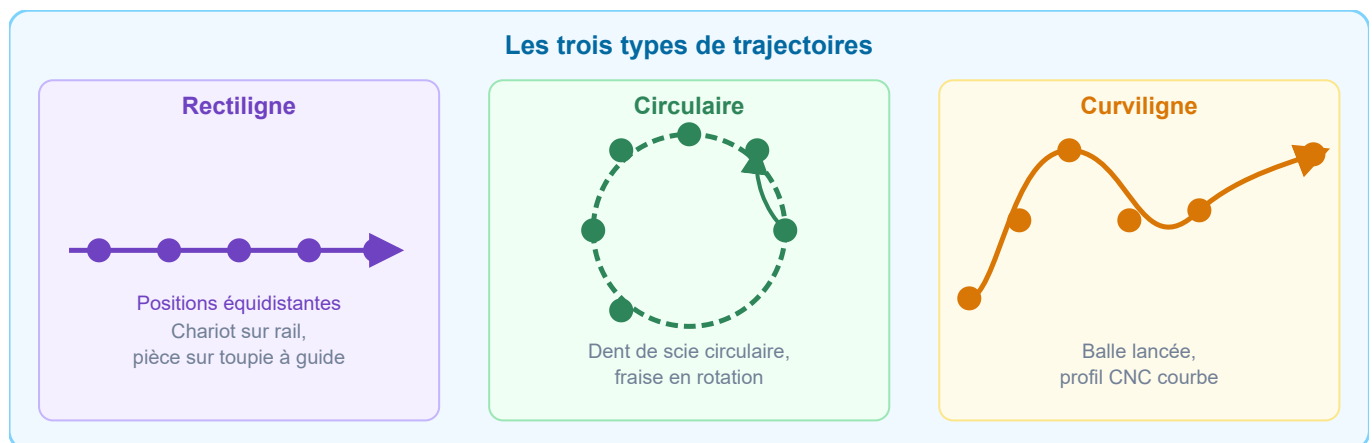 Les trois types de trajectoires
Rectiligne
Positions équidistantes
Chariot sur rail,
pièce sur toupie à guide
Circulaire
Dent de scie circulaire,
fraise en rotation
Curviligne
Balle lancée,
profil CNC courbe